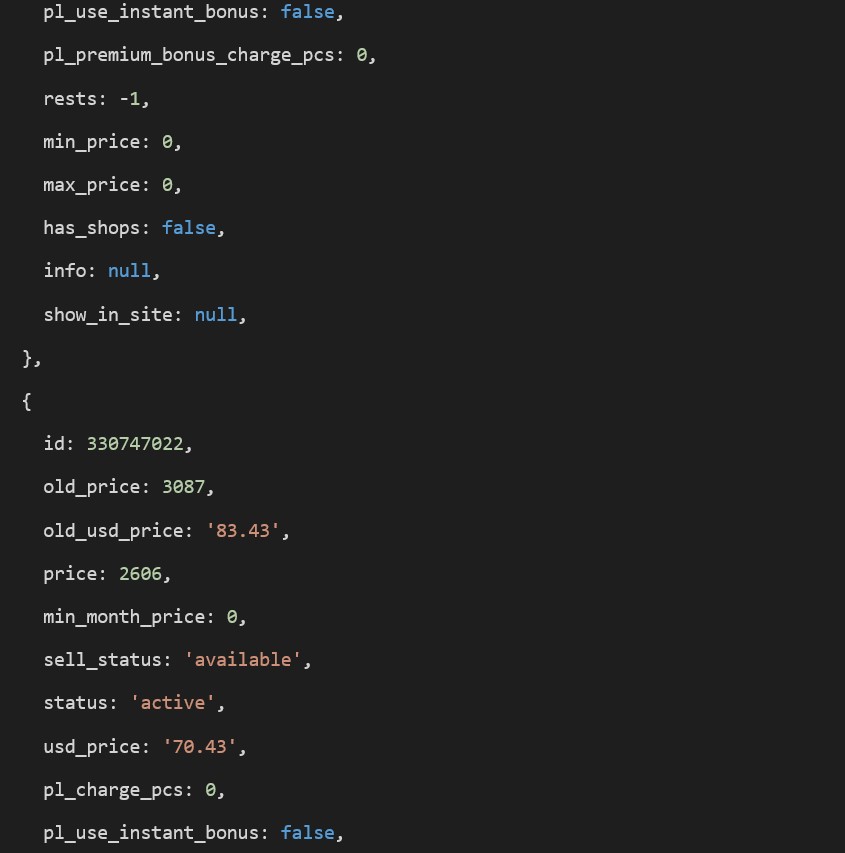 pl_use_instant_bonus: false,
pl_premium_bonus_charge_pcs: 0,
rests: -1,
min_price: 0,
max_price: 0,
has_shops: false,
info: null,
show_in_site: null,
},
{
id: 330747022,
old_price: 3087,
old_usd_price: '83.43',
price: 2606,
min_month_price: 0,
sell_status: 'available',
status: 'active',
usd_price: '70.43',
pl_charge_pcs: 0,
pl_use_instant_bonus: false,